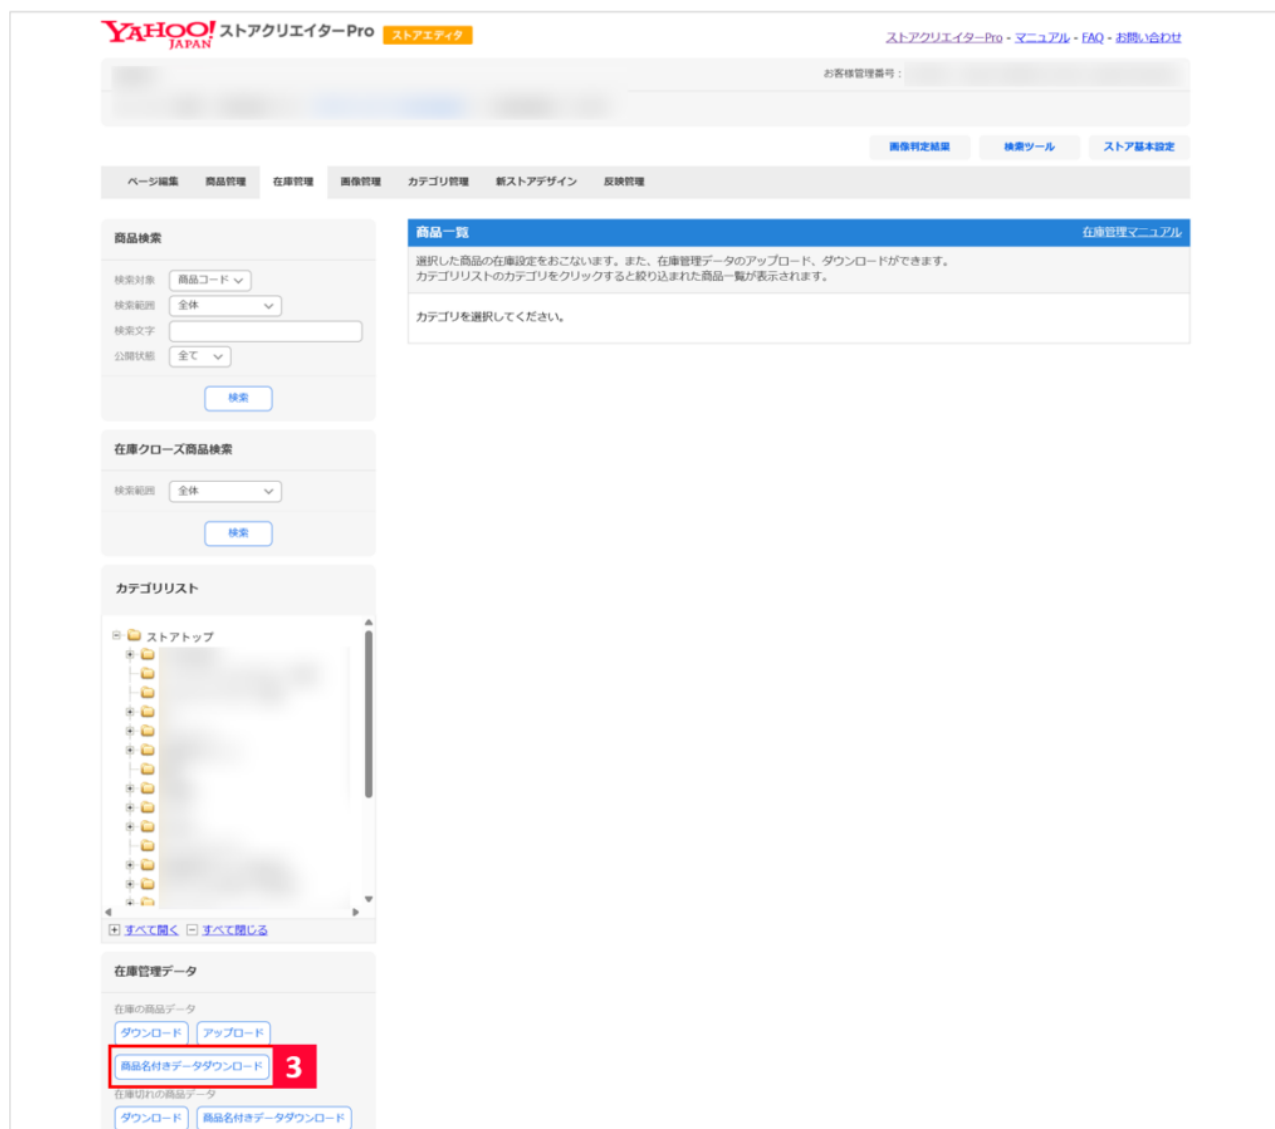 YAHOO! JAPAN ストアクリエイターPro ストアエディタ
ストアクリエイターPro - マニュアル - FAQ - お問い合わせ
お客様管理番号：
画像判定結果 検索ツール ストア基本設定
ページ編集 商品管理 在庫管理 画像管理 カテゴリ管理 新ストアデザイン 反映管理
商品検索
検索対象 商品コード
検索範囲 全体
検索文字
公開状態 全て
検索
在庫クローズ商品検索
検索範囲 全体
検索
カテゴリリスト
ストアトップ
すべて開く すべて閉じる
在庫管理データ
在庫の商品データ
ダウンロード アップロード
商品名付きデータダウンロード 3
在庫切れの商品データ
ダウンロード 商品名付きデータダウンロード
商品一覧 在庫管理マニュアル
選択した商品の在庫設定をおこないます。また、在庫管理データのアップロード、ダウンロードができます。
カテゴリリストのカテゴリをクリックすると絞り込まれた商品一覧が表示されます。
カテゴリを選択してください。